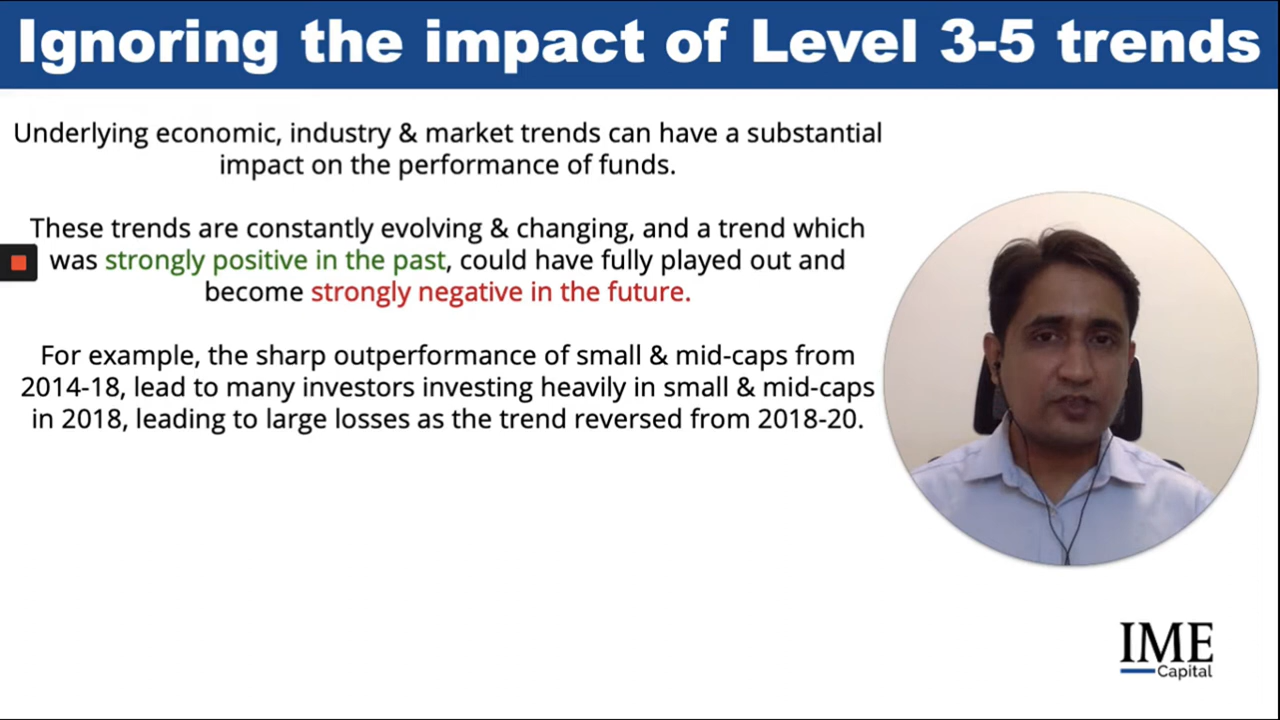 Ignoring the impact of Level 3-5 trends
Underlying economic, industry & market trends can have a substantial
impact on the performance of funds.
These trends are constantly evolving & changing, and a trend which
was strongly positive in the past, could have fully played out and
become strongly negative in the future.
For example, the sharp outperformance of small & mid-caps from
2014-18, lead to many investors investing heavily in small & mid-caps
in 2018, leading to large losses as the trend reversed from 2018-20.
IME
Capital